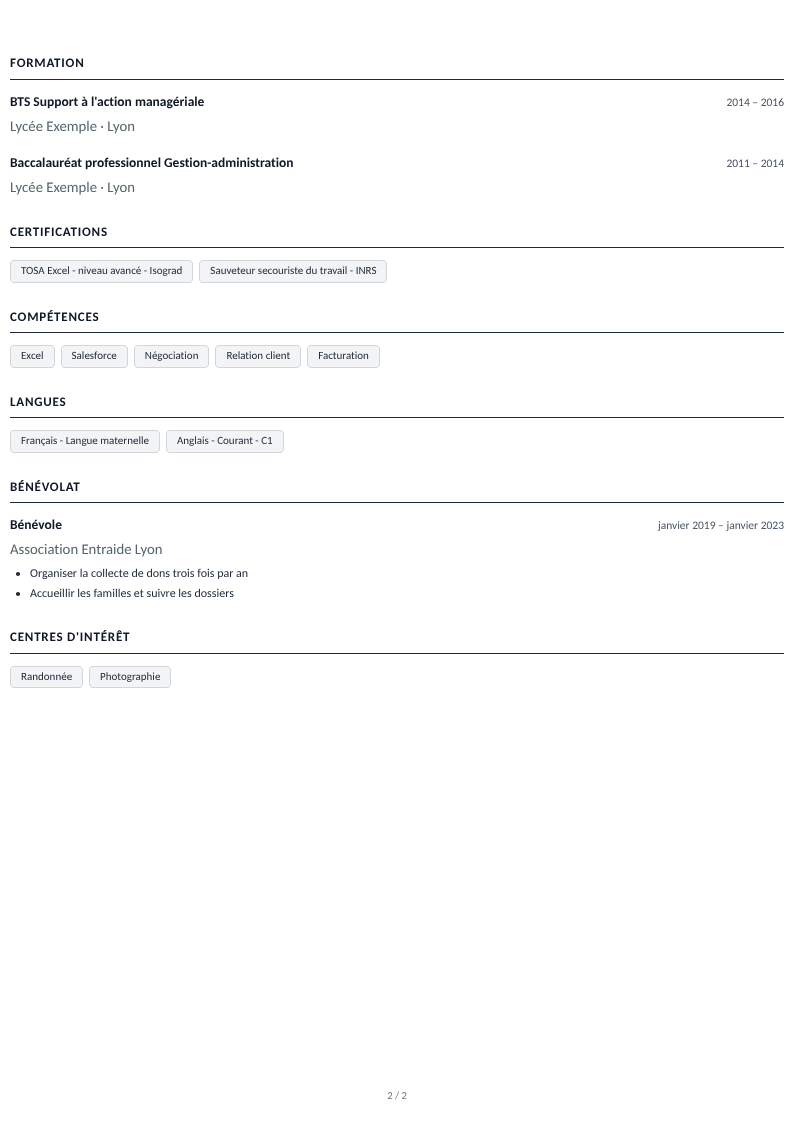 FORMATION
BTS Support à l'action managériale 2014 – 2016
Lycée Exemple · Lyon
Baccalauréat professionnel Gestion-administration 2011 – 2014
Lycée Exemple · Lyon
CERTIFICATIONS
TOSA Excel - niveau avancé - Isograd Sauveteur secouriste du travail - INRS
COMPÉTENCES
Excel Salesforce Négociation Relation client Facturation
LANGUES
Français - Langue maternelle Anglais - Courant - C1
BÉNÉVOLAT
Bénévole janvier 2019 – janvier 2023
Association Entraide Lyon
• Organiser la collecte de dons trois fois par an
• Accueillir les familles et suivre les dossiers
CENTRES D'INTÉRÊT
Randonnée Photographie
2 / 2